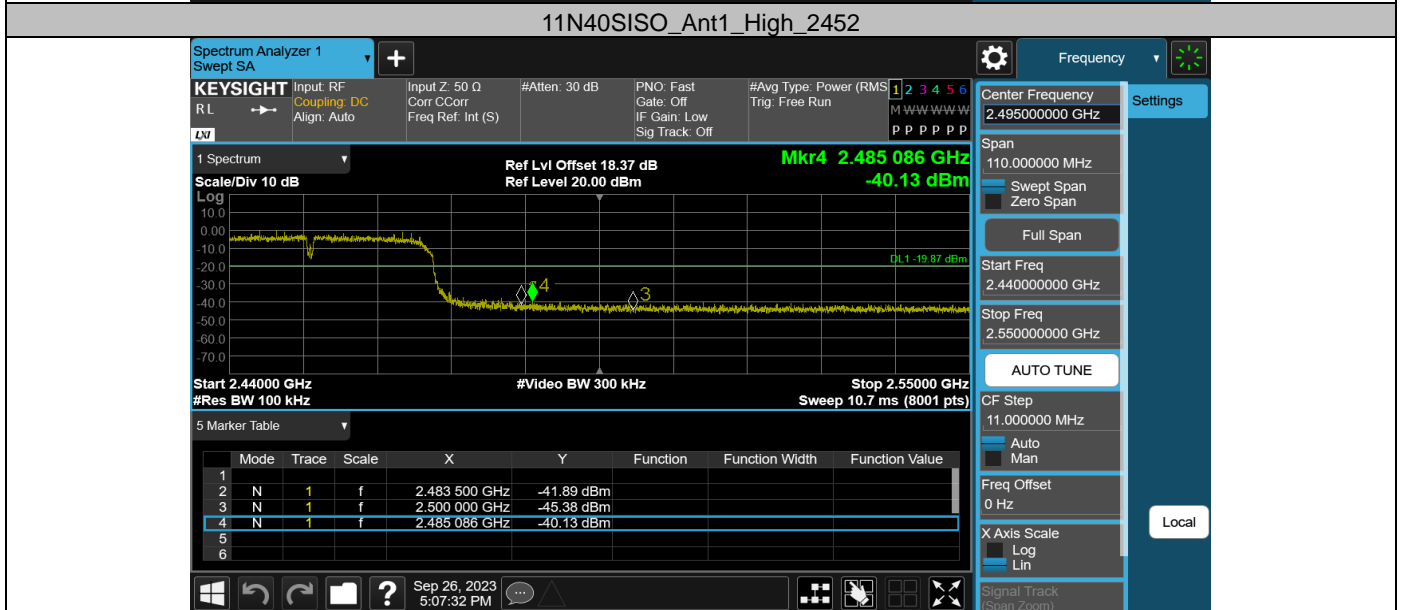 11N40SISO_Ant1_High_2452
Spectrum Analyzer 1
Swept SA
Frequency
KEYSIGHT
RL
LXI
Input: RF
Coupling: DC
Align: Auto
Input Z: 50 Ω
Corr CCorr
Freq Ref: Int (S)
#Atten: 30 dB
PNO: Fast
Gate: Off
IF Gain: Low
Sig Track: Off
#Avg Type: Power (RMS
Trig: Free Run
1 2 3 4 5 6
M W W W W W
P P P P P P
1 Spectrum
Scale/Div 10 dB
Ref Lvl Offset 18.37 dB
Ref Level 20.00 dBm
Mkr4 2.485 086 GHz
-40.13 dBm
Log
10.0
0.00
-10.0
-20.0
-30.0
-40.0
-50.0
-60.0
-70.0
DL1 -19.87 dBm
4
3
Start 2.44000 GHz
#Res BW 100 kHz
#Video BW 300 kHz
Stop 2.55000 GHz
Sweep 10.7 ms (8001 pts)
5 Marker Table
Mode Trace Scale X Y Function Function Width Function Value
1
2 N 1 f 2.483 500 GHz -41.89 dBm
3 N 1 f 2.500 000 GHz -45.38 dBm
4 N 1 f 2.485 086 GHz -40.13 dBm
5
6
Sep 26, 2023
5:07:32 PM
Center Frequency
2.495000000 GHz
Span
110.000000 MHz
Swept Span
Zero Span
Full Span
Start Freq
2.440000000 GHz
Stop Freq
2.550000000 GHz
AUTO TUNE
CF Step
11.000000 MHz
Auto
Man
Freq Offset
0 Hz
X Axis Scale
Log
Lin
Signal Track
(Span Zoom)
Settings
Local